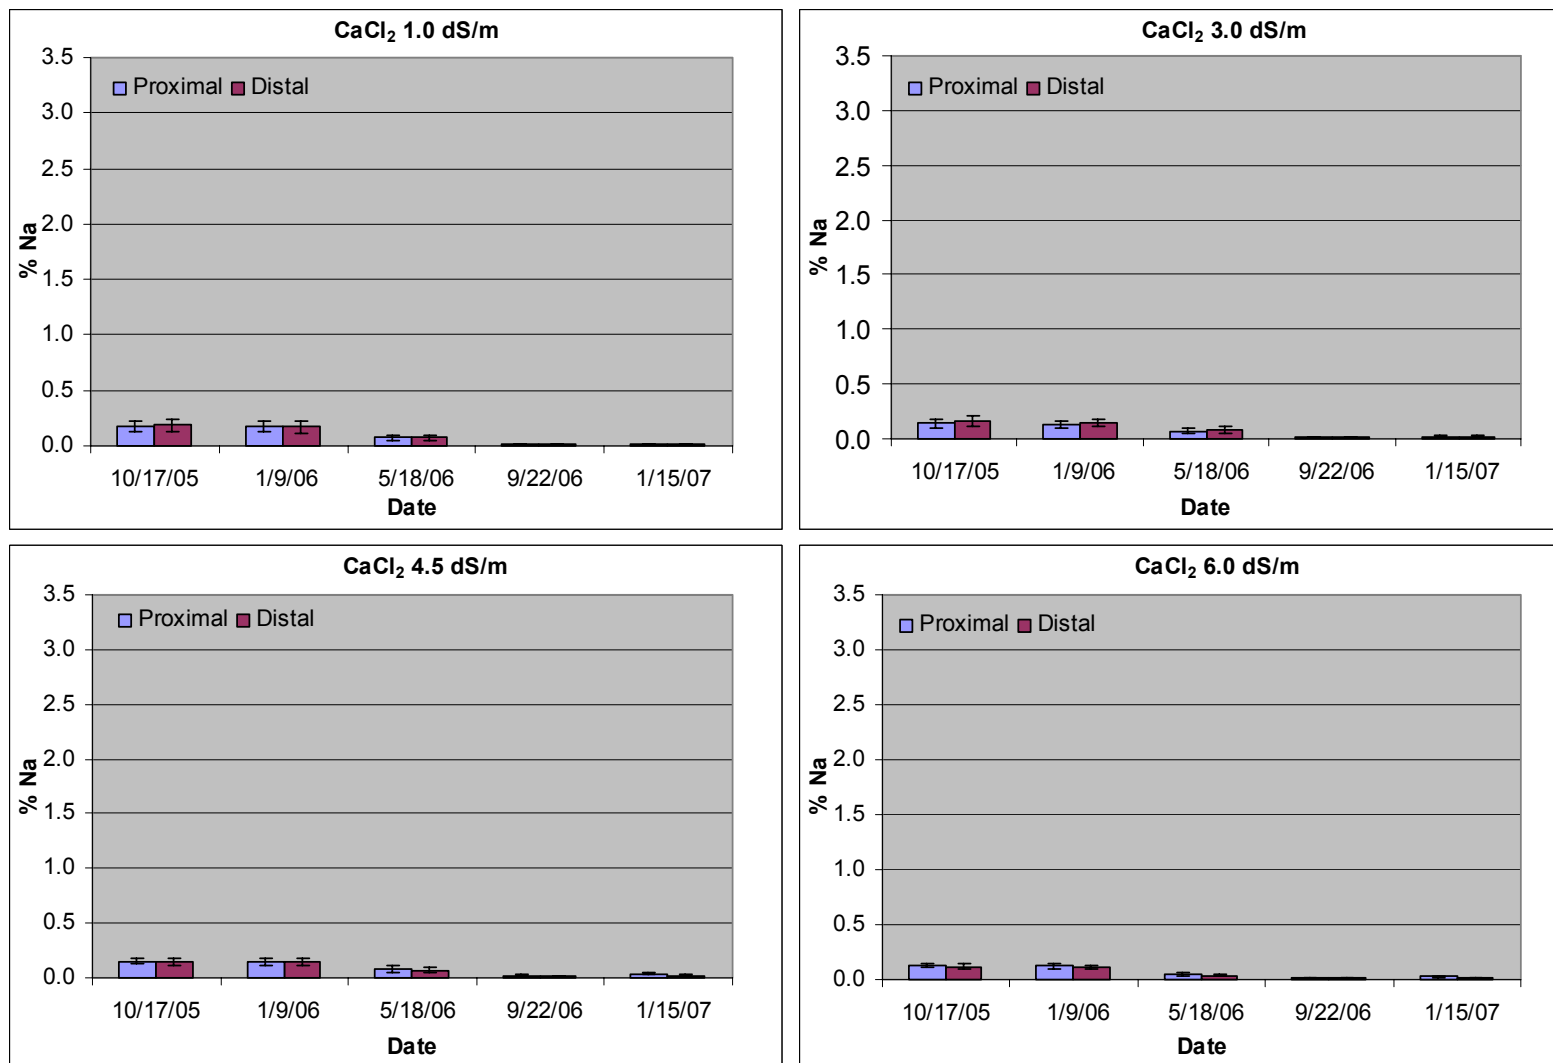 CaCl₂ 1.0 dS/m
3.5
3.0
2.5
2.0
1.5
1.0
0.5
0.0
% Na
Proximal Distal
10/17/05 1/9/06 5/18/06 9/22/06 1/15/07
Date
CaCl₂ 3.0 dS/m
3.5
3.0
2.5
2.0
1.5
1.0
0.5
0.0
% Na
Proximal Distal
10/17/05 1/9/06 5/18/06 9/22/06 1/15/07
Date
CaCl₂ 4.5 dS/m
3.5
3.0
2.5
2.0
1.5
1.0
0.5
0.0
% Na
Proximal Distal
10/17/05 1/9/06 5/18/06 9/22/06 1/15/07
Date
CaCl₂ 6.0 dS/m
3.5
3.0
2.5
2.0
1.5
1.0
0.5
0.0
% Na
Proximal Distal
10/17/05 1/9/06 5/18/06 9/22/06 1/15/07
Date